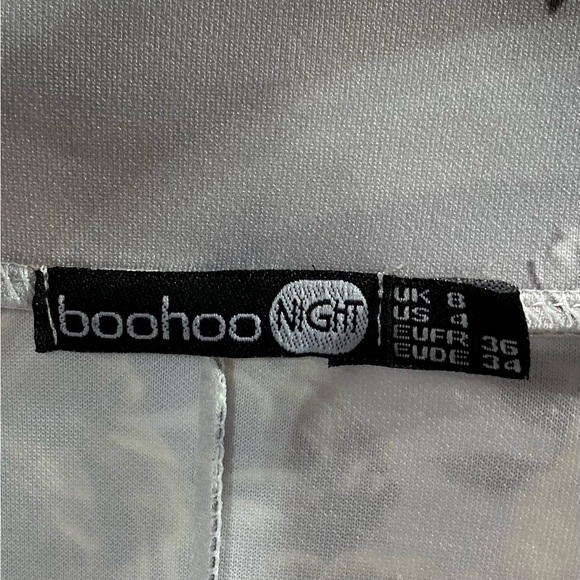 boohoo NIGHT
UK 8
US 4
EUFR 36
EUDE 34